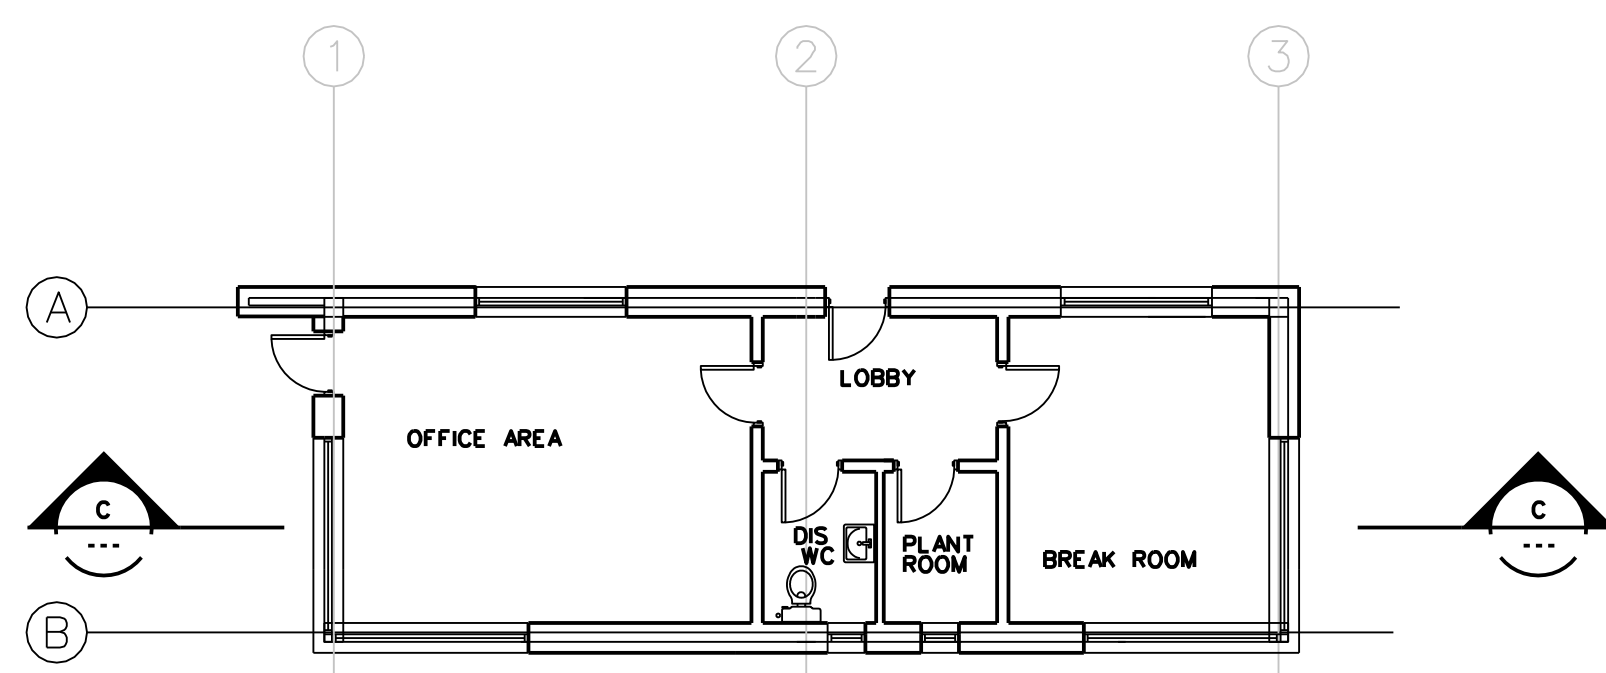 1
2
3
A
LOBBY
OFFICE AREA
C
C
---
---
DIS
WC
PLANT
ROOM
BREAK ROOM
B